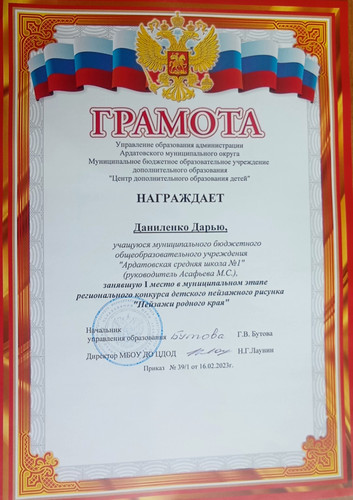 ГРАМОТА
Управление образования администрации
Ардатовского муниципального округа
Муниципальное бюджетное образовательное учреждение
дополнительного образования
"Центр дополнительного образования детей"
НАГРАЖДАЕТ
Даниленко Дарью,
учащуюся муниципального бюджетного
общеобразовательного учреждения
"Ардатовская средняя школа №1"
(руководитель Асафьева М.С.),
занявшую 1 место в муниципальном этапе
регионального конкурса детского пейзажного рисунка
"Пейзажи родного края"
Начальник
управления образования Бутова Г.В. Бутова
Директор МБОУ ДО ЦДОД Н.Г.Лаунин
Приказ № 39/1 от 16.02.2023г.